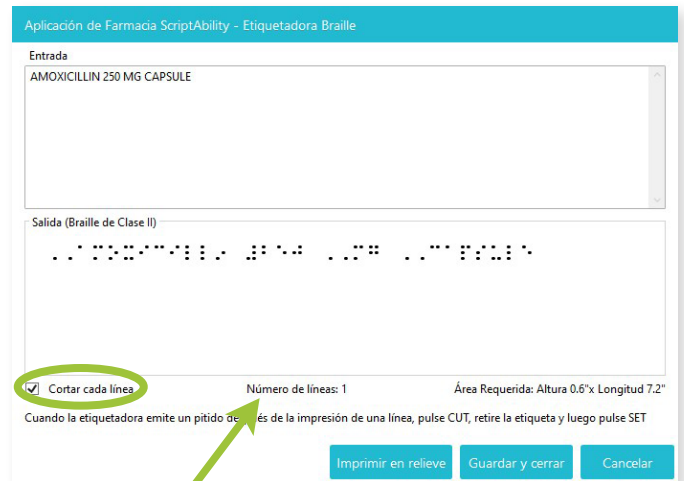 Aplicación de Farmacia ScriptAbility - Etiquetadora Braille
Entrada
AMOXICILLIN 250 MG CAPSULE
Salida (Braille de Clase II)
⠠⠠⠁⠍⠕⠭⠊⠉⠊⠇⠇⠔ ⠼⠃⠑⠚ ⠠⠠⠍⠛ ⠠⠠⠉⠁⠏⠎⠥⠇⠑
Cortar cada línea
Número de líneas: 1
Área Requerida: Altura 0.6"x Longitud 7.2"
Cuando la etiquetadora emite un pitido después de la impresión de una línea, pulse CUT, retire la etiqueta y luego pulse SET
Imprimir en relieve
Guardar y cerrar
Cancelar